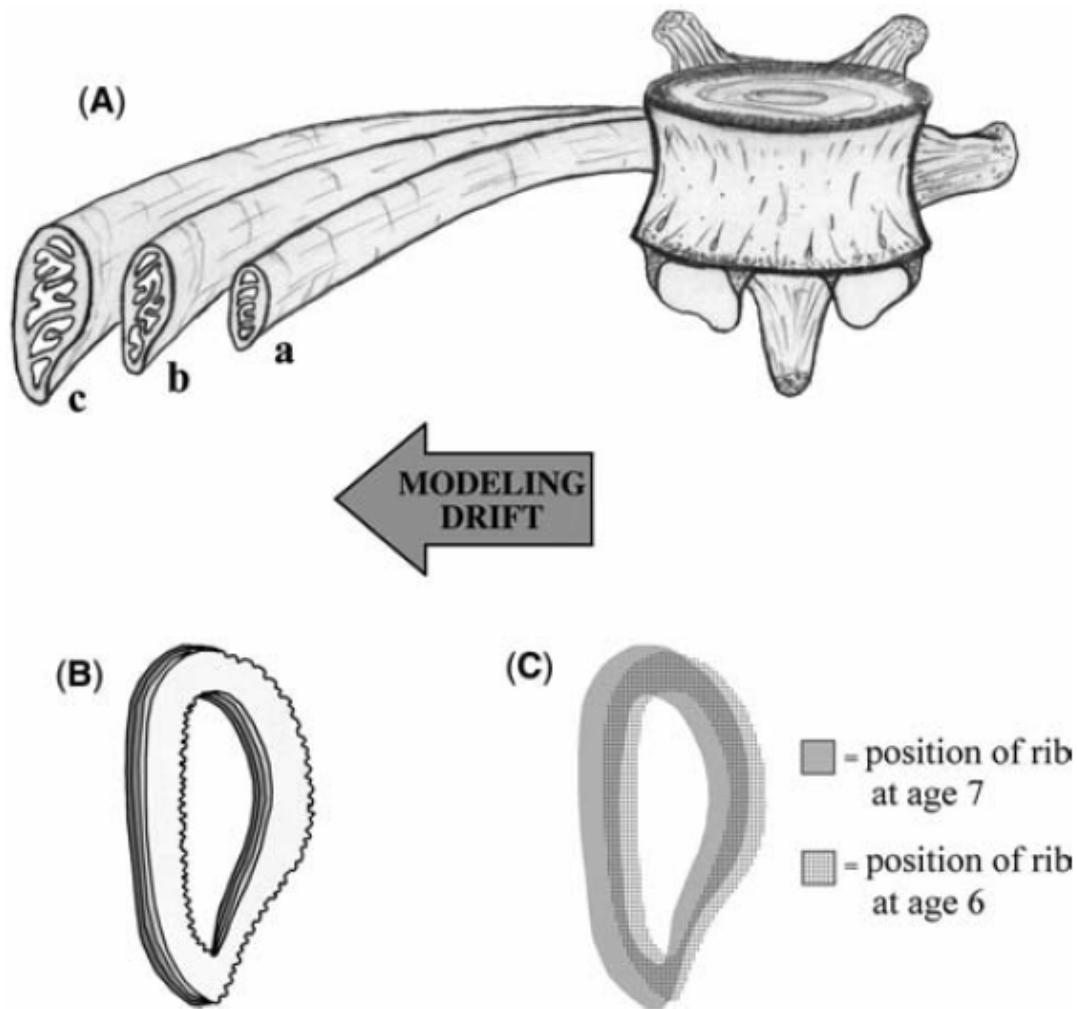 (A)
c
b
a
MODELING
DRIFT
(B)
(C)
= position of rib
at age 7
= position of rib
at age 6